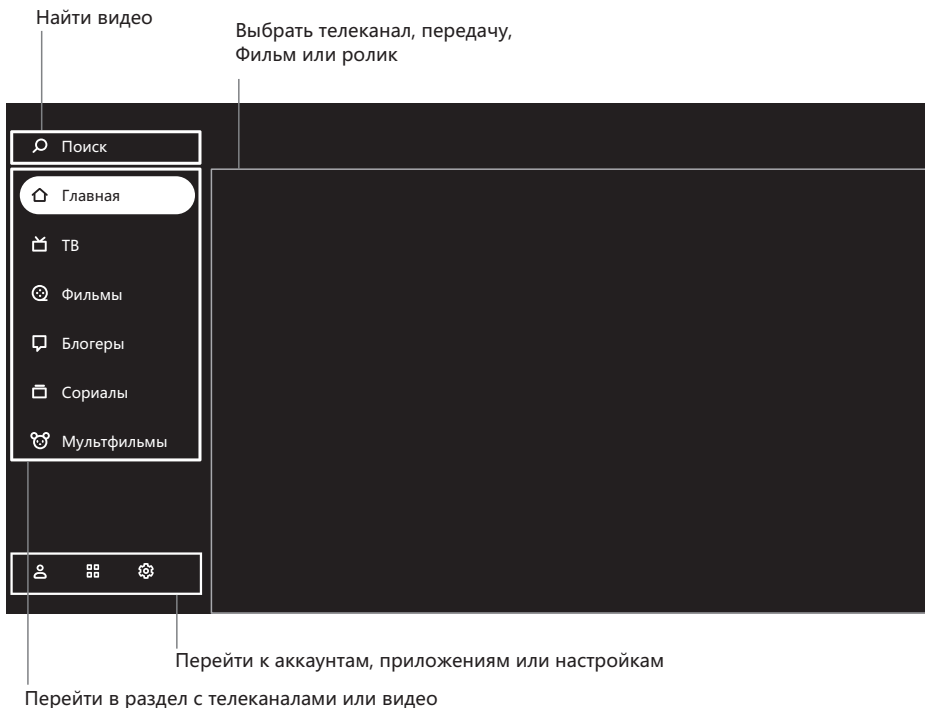 Найти видео
Выбрать телеканал, передачу,
Фильм или ролик
Поиск
Главная
ТВ
Фильмы
Блогеры
Сориалы
Мультфильмы
Перейти к аккаунтам, приложениям или настройкам
Перейти в раздел с телеканалами или видео